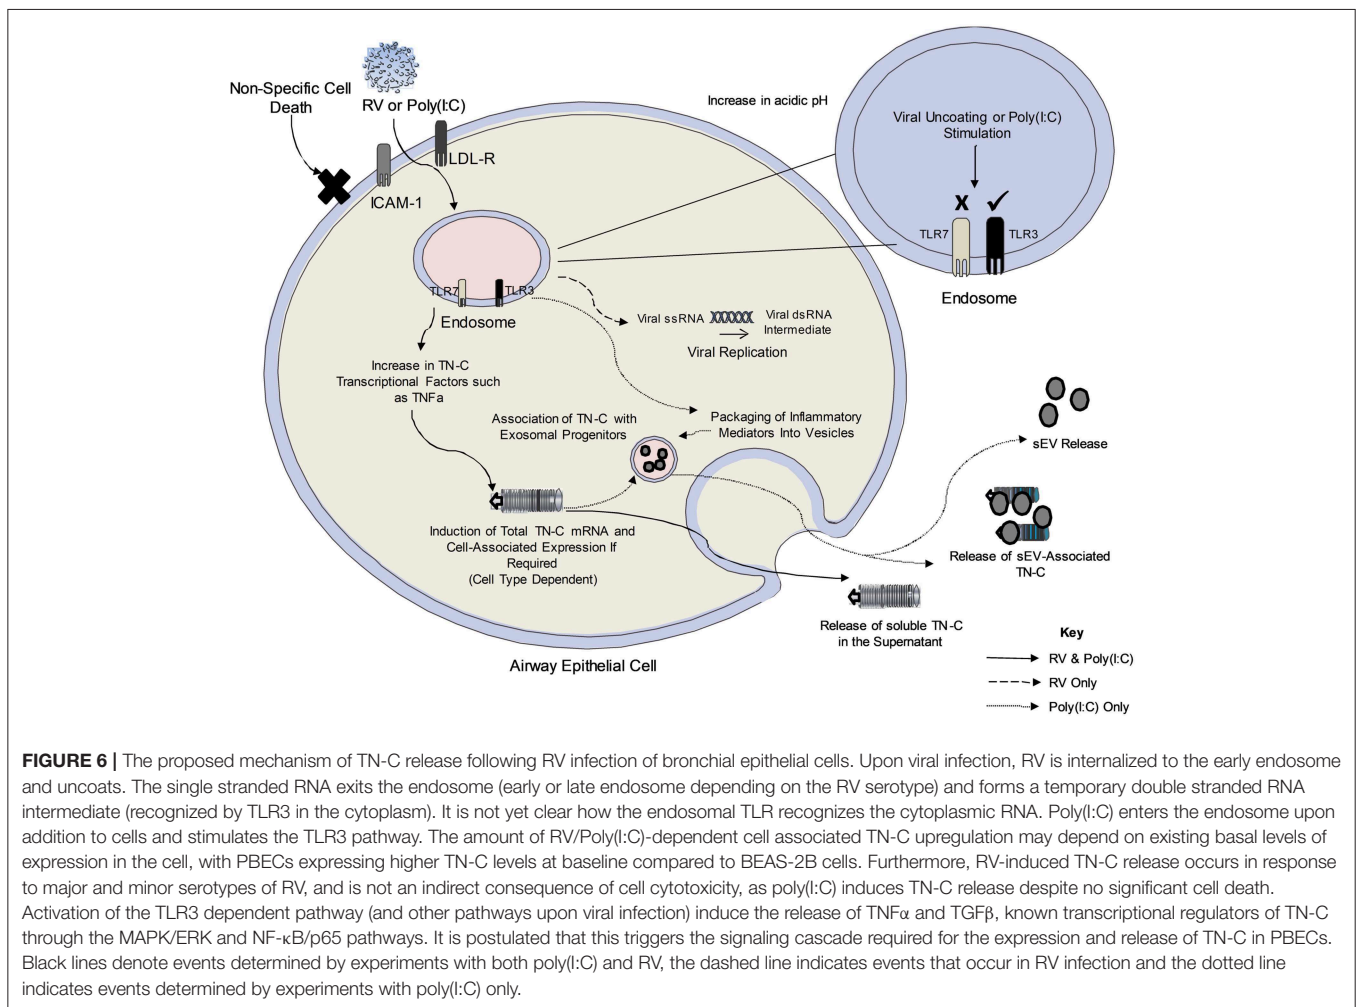 Non-Specific Cell
Death
RV or Poly(I:C)
LDL-R
ICAM-1
Increase in acidic pH
Viral Uncoating or Poly(I:C)
Stimulation
X ✓
TLR7
TLR3
Endosome
TLR7
TLR3
Endosome
Viral ssRNA
Viral dsRNA
Intermediate
Viral Replication
Increase in TN-C
Transcriptional Factors such
as TNFa
Association of TN-C with
Exosomal Progenitors
Packaging of Inflammatory
Mediators Into Vesicles
sEV Release
Induction of Total TN-C mRNA and
Cell-Associated Expression If
Required
(Cell Type Dependent)
Release of sEV-Associated
TN-C
Release of soluble TN-C
in the Supernatant
Airway Epithelial Cell
Key
RV & Poly(I:C)
RV Only
Poly(I:C) Only
FIGURE 6 | The proposed mechanism of TN-C release following RV infection of bronchial epithelial cells. Upon viral infection, RV is internalized to the early endosome
and uncoats. The single stranded RNA exits the endosome (early or late endosome depending on the RV serotype) and forms a temporary double stranded RNA
intermediate (recognized by TLR3 in the cytoplasm). It is not yet clear how the endosomal TLR recognizes the cytoplasmic RNA. Poly(I:C) enters the endosome upon
addition to cells and stimulates the TLR3 pathway. The amount of RV/Poly(I:C)-dependent cell associated TN-C upregulation may depend on existing basal levels of
expression in the cell, with PBECs expressing higher TN-C levels at baseline compared to BEAS-2B cells. Furthermore, RV-induced TN-C release occurs in response
to major and minor serotypes of RV, and is not an indirect consequence of cell cytotoxicity, as poly(I:C) induces TN-C release despite no significant cell death.
Activation of the TLR3 dependent pathway (and other pathways upon viral infection) induce the release of TNFα and TGFβ, known transcriptional regulators of TN-C
through the MAPK/ERK and NF-κB/p65 pathways. It is postulated that this triggers the signaling cascade required for the expression and release of TN-C in PBECs.
Black lines denote events determined by experiments with both poly(I:C) and RV, the dashed line indicates events that occur in RV infection and the dotted line
indicates events determined by experiments with poly(I:C) only.